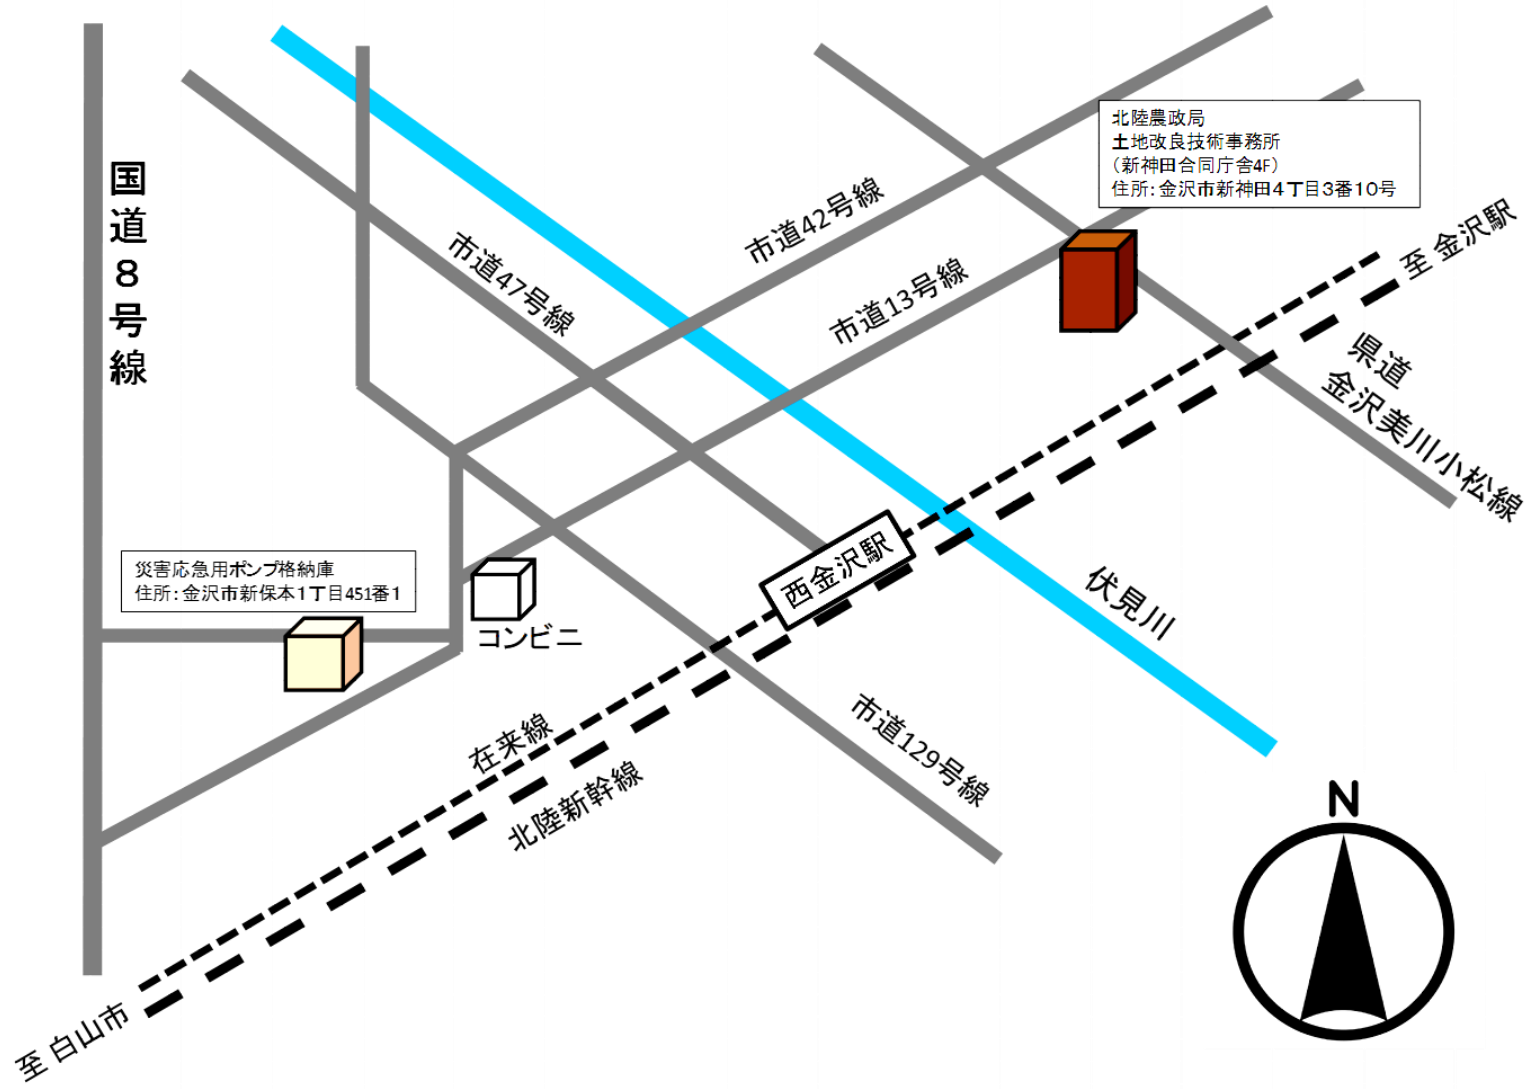 北陸農政局
土地改良技術事務所
（新神田合同庁舎4F）
住所：金沢市新神田４丁目３番１０号
国道８号線
市道42号線
市道47号線
市道13号線
至 金沢駅
県道
金沢美川小松線
災害応急用ポンプ格納庫
住所：金沢市新保本１丁目451番１
コンビニ
西金沢駅
伏見川
市道129号線
在来線
北陸新幹線
至 白山市
N